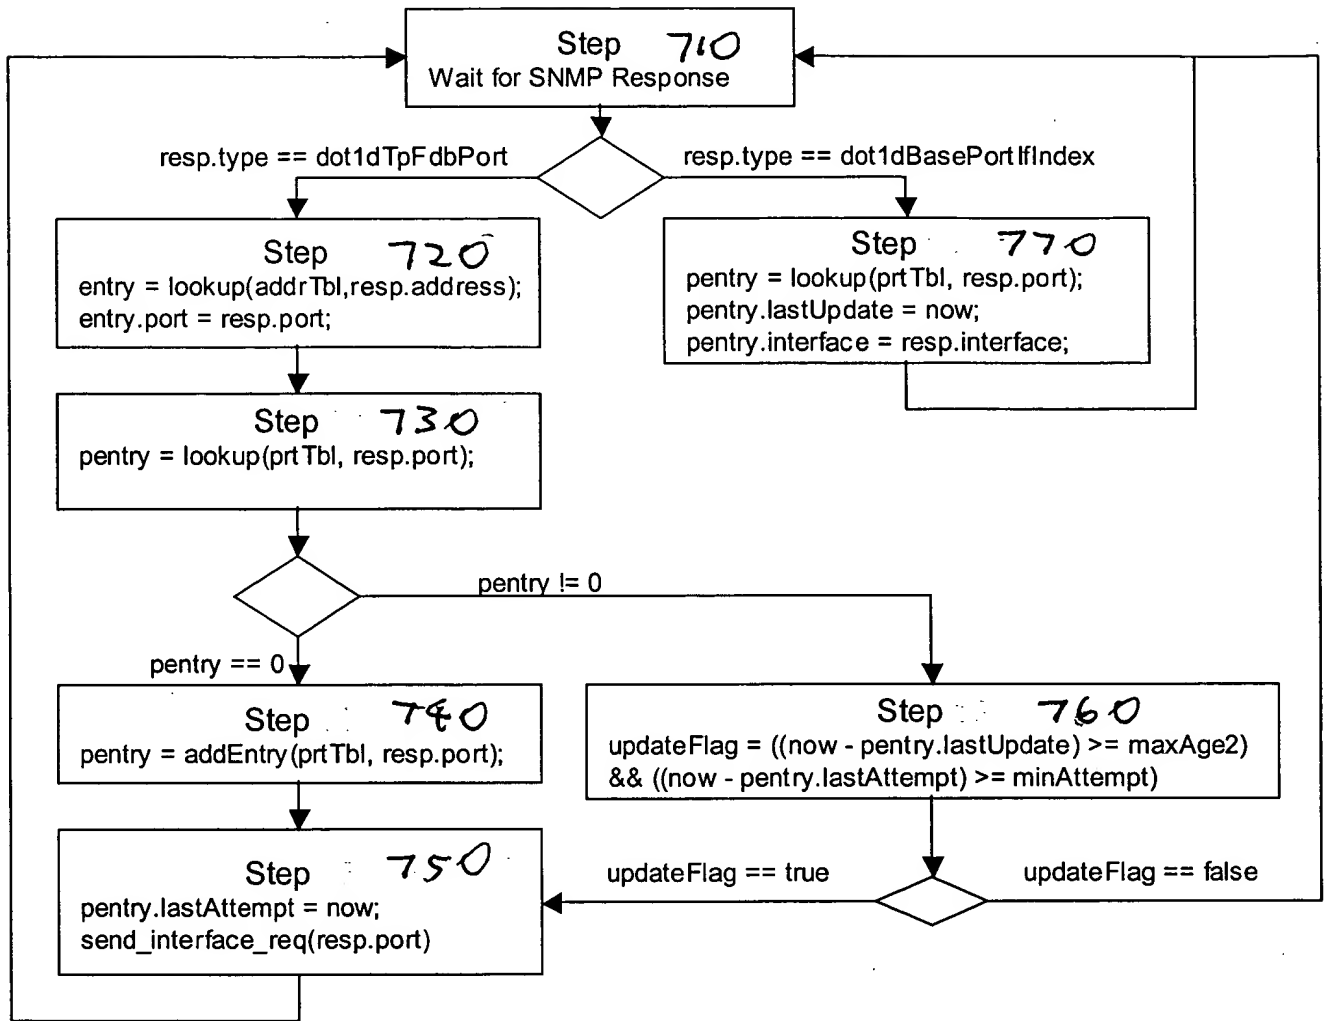 Step 710
Wait for SNMP Response
resp.type == dot1dTpFdbPort
resp.type == dot1dBasePortIfIndex
Step 720
entry = lookup(addrTbl,resp.address);
entry.port = resp.port;
Step 770
pentry = lookup(prtTbl, resp.port);
pentry.lastUpdate = now;
pentry.interface = resp.interface;
Step 730
pentry = lookup(prtTbl, resp.port);
pentry != 0
pentry == 0
Step 740
pentry = addEntry(prtTbl, resp.port);
Step 760
updateFlag = ((now - pentry.lastUpdate) >= maxAge2)
&& ((now - pentry.lastAttempt) >= minAttempt)
Step 750
pentry.lastAttempt = now;
send_interface_req(resp.port)
updateFlag == true
updateFlag == false